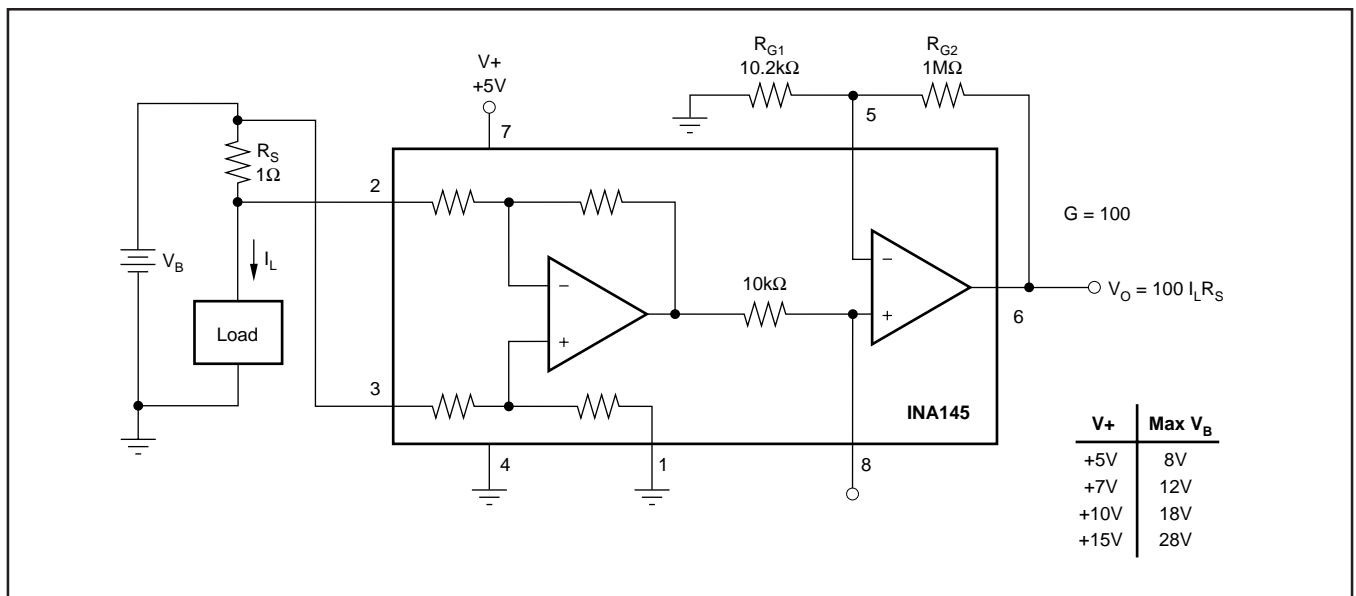 V+
+5V
7
R_G1
10.2kΩ
R_G2
1MΩ
5
R_S
1Ω
2
V_B
I_L
Load
3
10kΩ
G = 100
V_O = 100 I_L R_S
6
INA145
4
1
8
V+ Max V_B
+5V 8V
+7V 12V
+10V 18V
+15V 28V